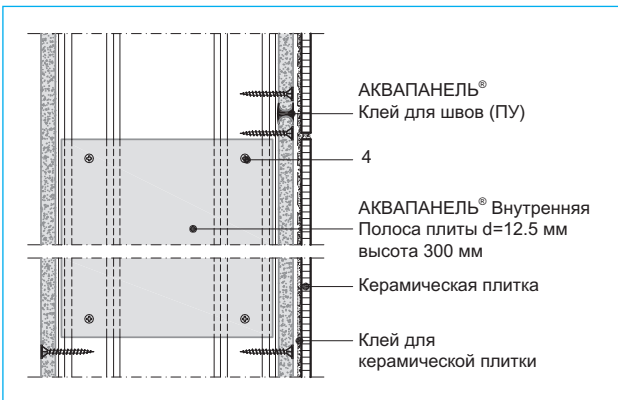 АКВАПАНЕЛЬ®
Клей для швов (ПУ)
4
АКВАПАНЕЛЬ® Внутренняя
Полоса плиты d=12.5 мм
высота 300 мм
Керамическая плитка
Клей для
керамической плитки